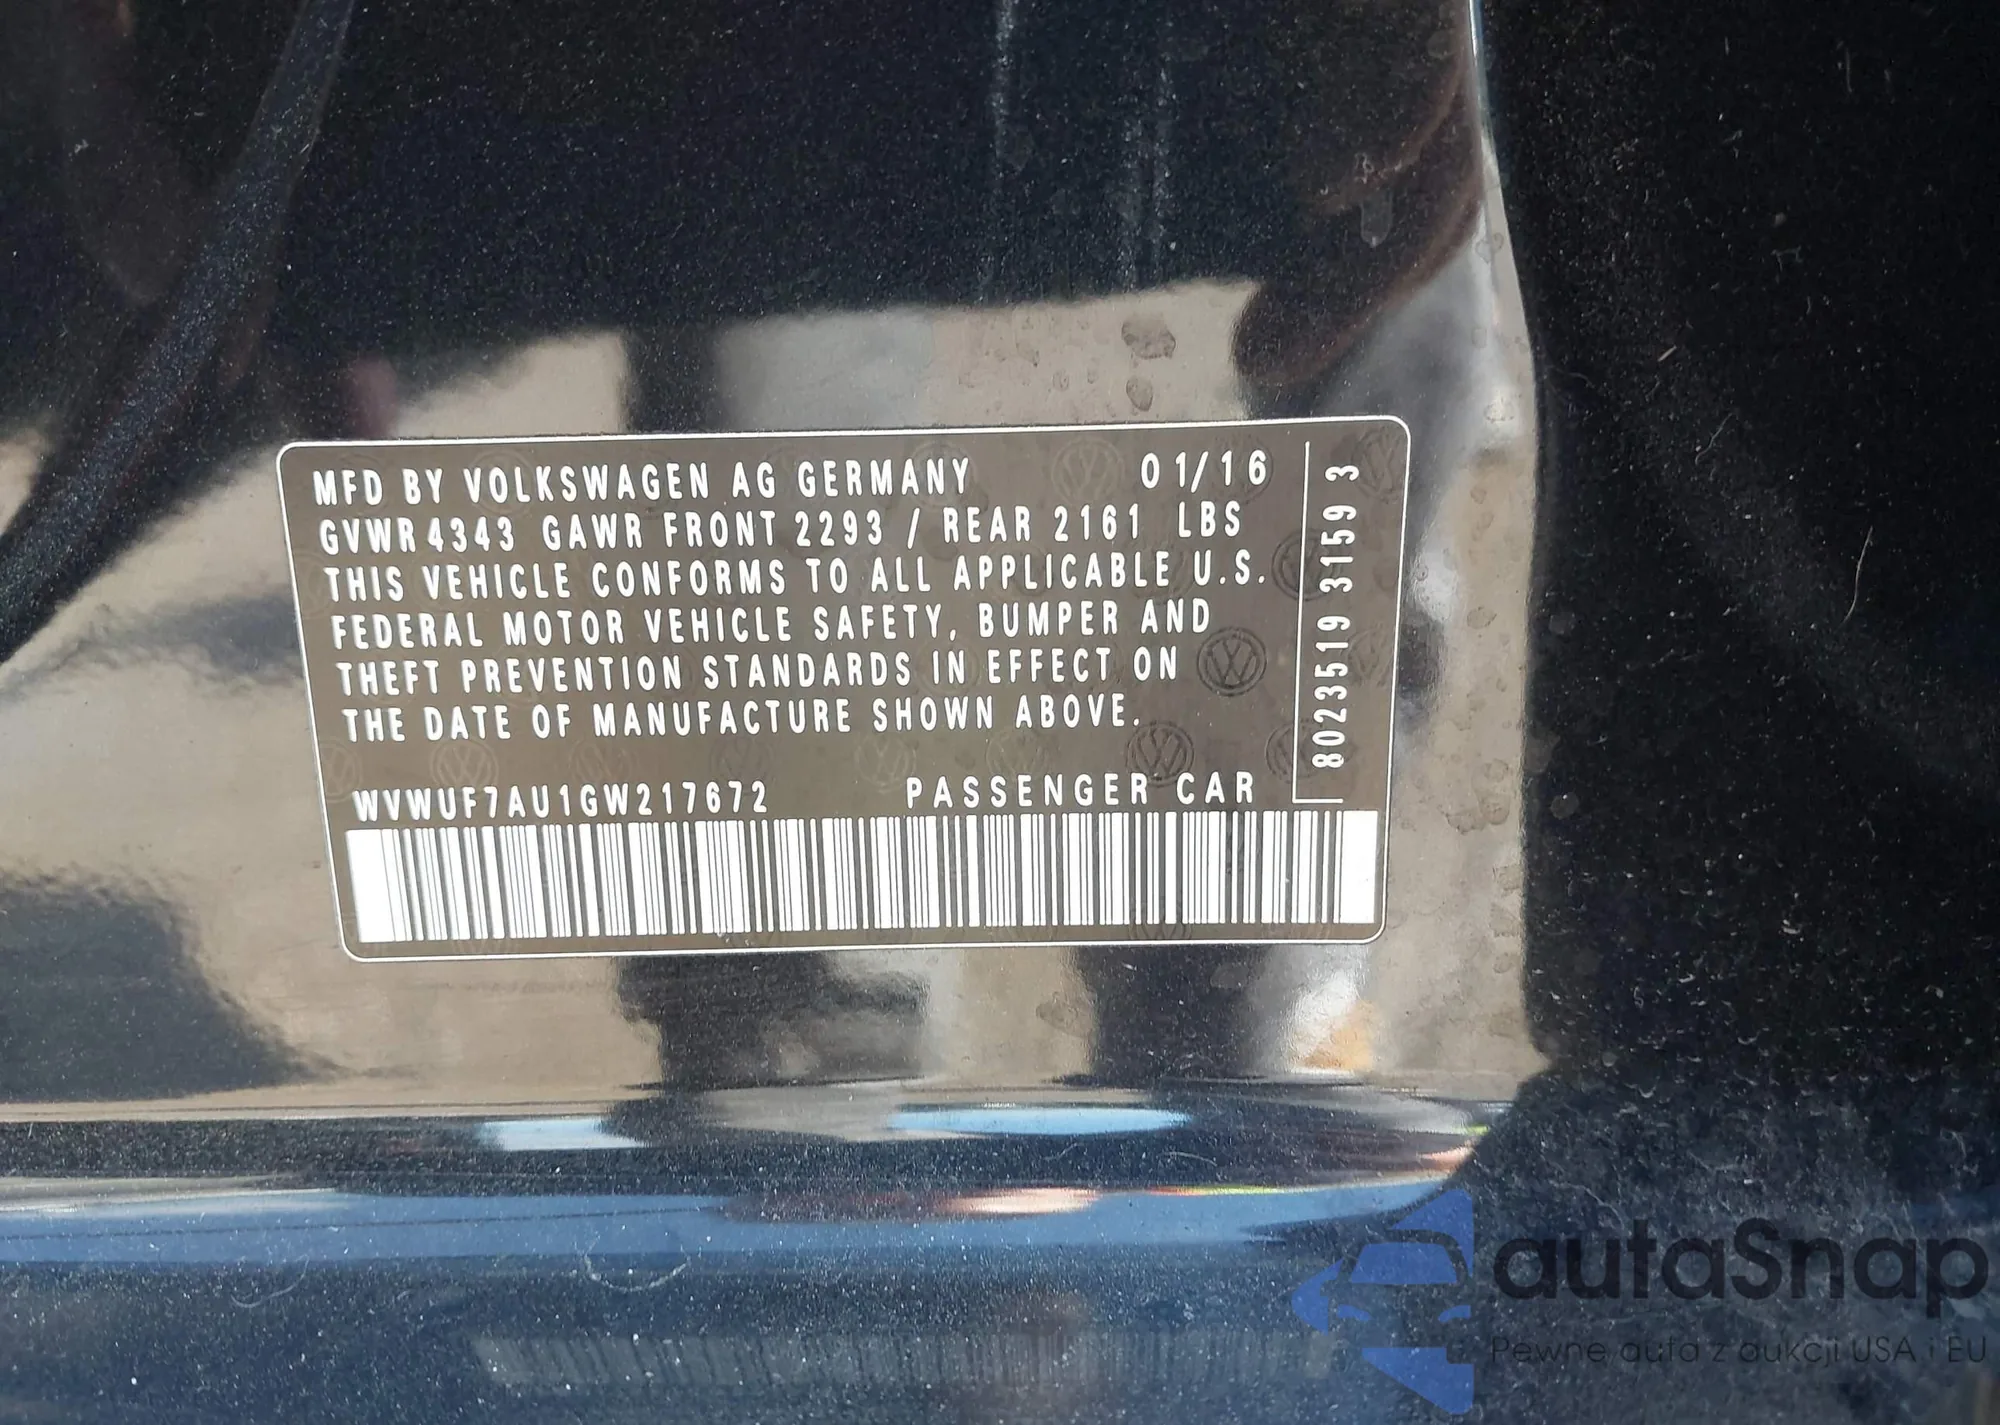 MFD BY VOLKSWAGEN AG GERMANY 01/16
GVWR 4343 GAWR FRONT 2293 / REAR 2161 LBS
THIS VEHICLE CONFORMS TO ALL APPLICABLE U.S.
FEDERAL MOTOR VEHICLE SAFETY, BUMPER AND
THEFT PREVENTION STANDARDS IN EFFECT ON
THE DATE OF MANUFACTURE SHOWN ABOVE.
WVWUF7AU1GW217672 PASSENGER CAR
8023519 3159 3
autaSnap
Pewne auta z aukcji USA i EU